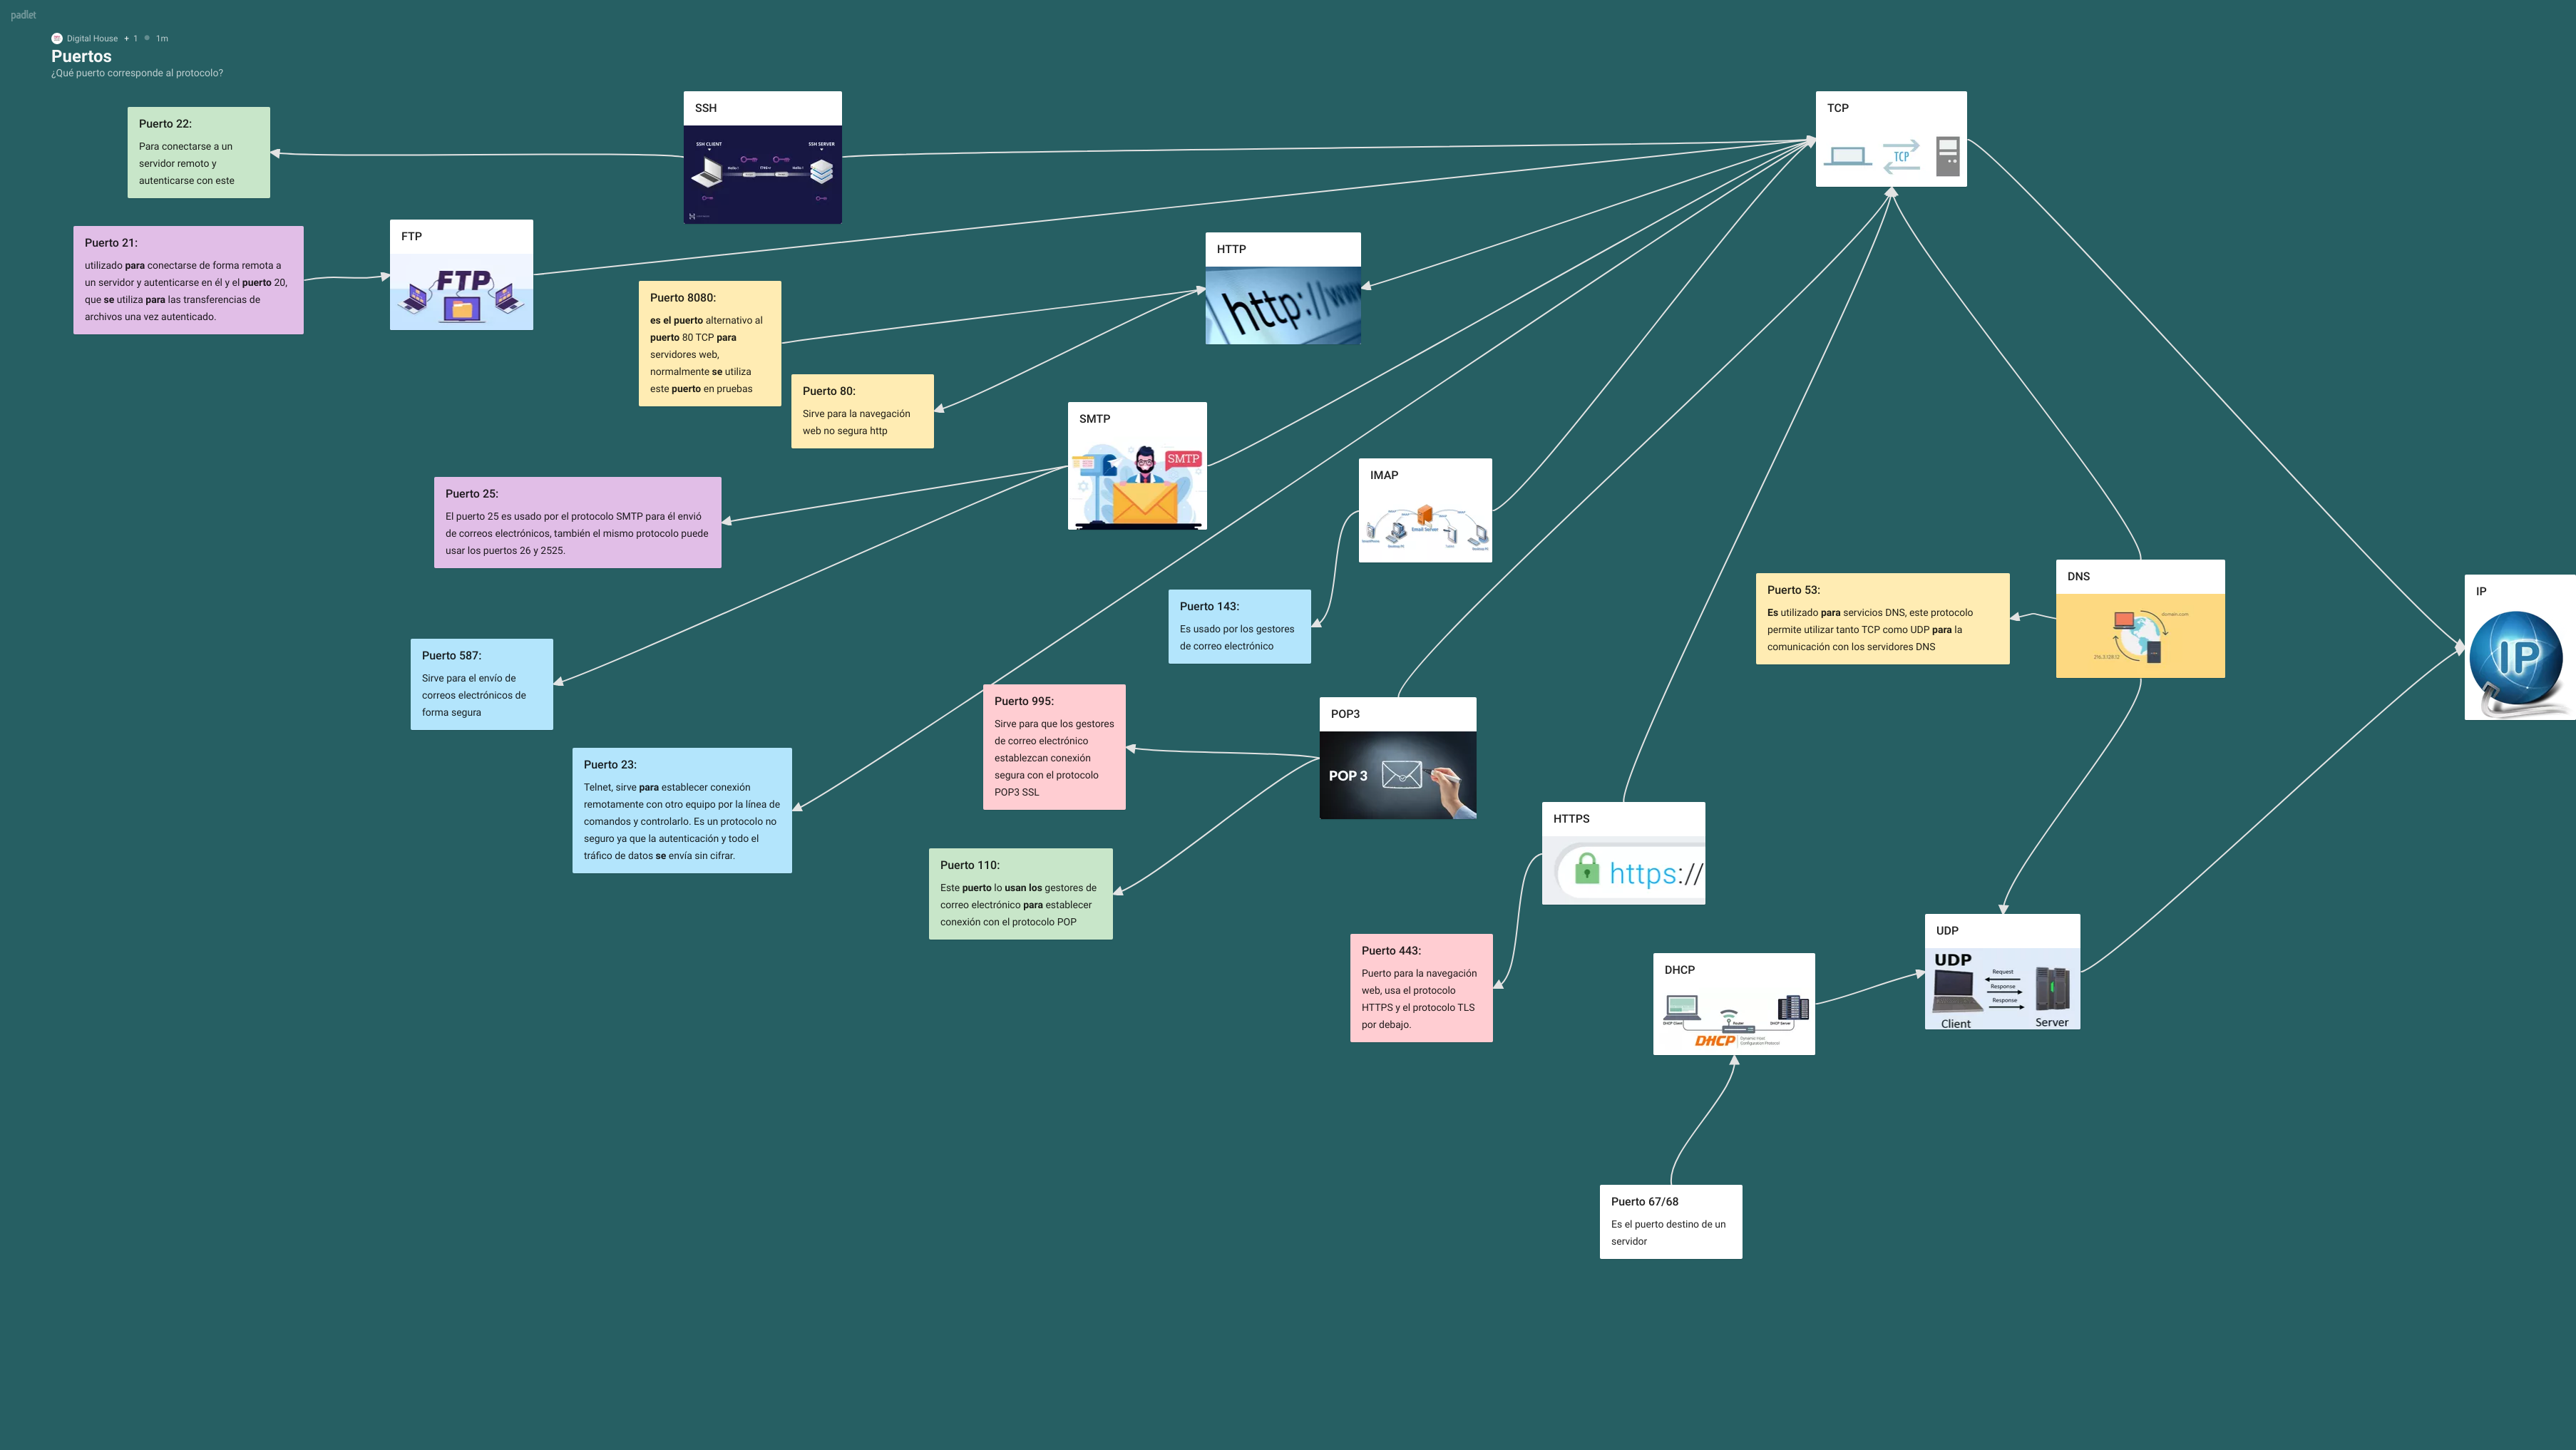 padlet
Digital House + 1 1m
Puertos
¿Qué puerto corresponde al protocolo?
Puerto 22:
Para conectarse a un
servidor remoto y
autenticarse con este
SSH
SSH CLIENT
SSH SERVER
TCP
TCP
Puerto 21:
utilizado para conectarse de forma remota a
un servidor y autenticarse en él y el puerto 20,
que se utiliza para las transferencias de
archivos una vez autenticado.
FTP
FTP
HTTP
http://www
Puerto 8080:
es el puerto alternativo al
puerto 80 TCP para
servidores web,
normalmente se utiliza
este puerto en pruebas
Puerto 80:
Sirve para la navegación
web no segura http
SMTP
SMTP
Puerto 25:
El puerto 25 es usado por el protocolo SMTP para él envió
de correos electrónicos, también el mismo protocolo puede
usar los puertos 26 y 2525.
IMAP
Email Server
Puerto 143:
Es usado por los gestores
de correo electrónico
Puerto 53:
Es utilizado para servicios DNS, este protocolo
permite utilizar tanto TCP como UDP para la
comunicación con los servidores DNS
DNS
domain.com
IP
IP
Puerto 587:
Sirve para el envío de
correos electrónicos de
forma segura
Puerto 995:
Sirve para que los gestores
de correo electrónico
establezcan conexión
segura con el protocolo
POP3 SSL
POP3
POP 3
Puerto 23:
Telnet, sirve para establecer conexión
remotamente con otro equipo por la línea de
comandos y controlarlo. Es un protocolo no
seguro ya que la autenticación y todo el
tráfico de datos se envía sin cifrar.
Puerto 110:
Este puerto lo usan los gestores de
correo electrónico para establecer
conexión con el protocolo POP
HTTPS
https://
Puerto 443:
Puerto para la navegación
web, usa el protocolo
HTTPS y el protocolo TLS
por debajo.
DHCP
DHCP Client
Router
DHCP Server
DHCP
Dynamic Host
Configuration Protocol
UDP
UDP
Request
Response
Response
Client
Server
Puerto 67/68
Es el puerto destino de un
servidor